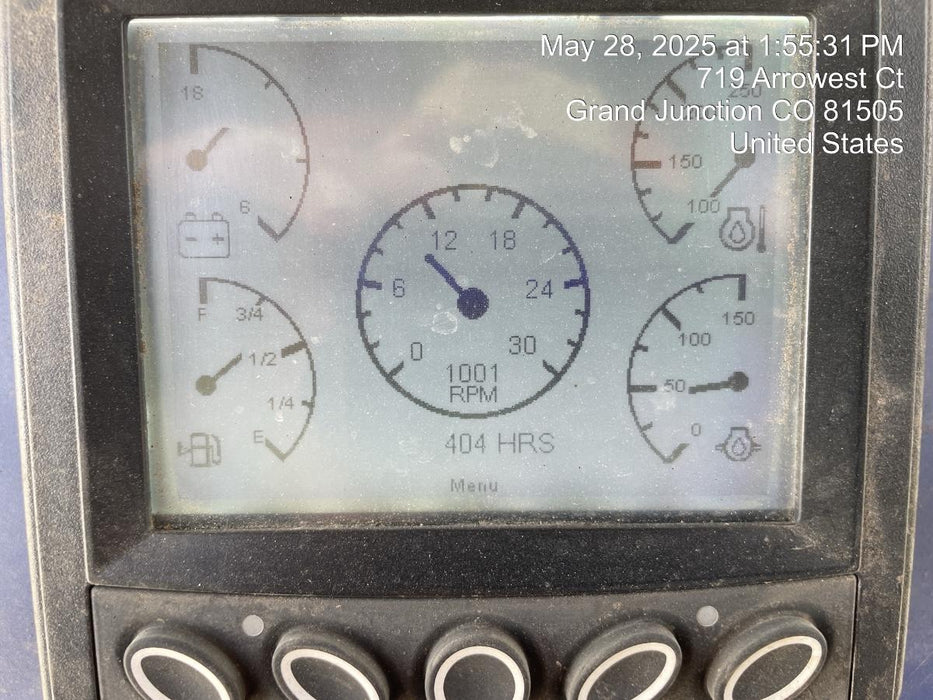 May 28, 2025 at 1:55:31 PM
719 Arrowest Ct
Grand Junction CO 81505
United States
18
6
250
150
100
12 18
6 24
0 30
1001
RPM
F 3/4
1/2
1/4
E
150
100
50
0
404 HRS
Menu